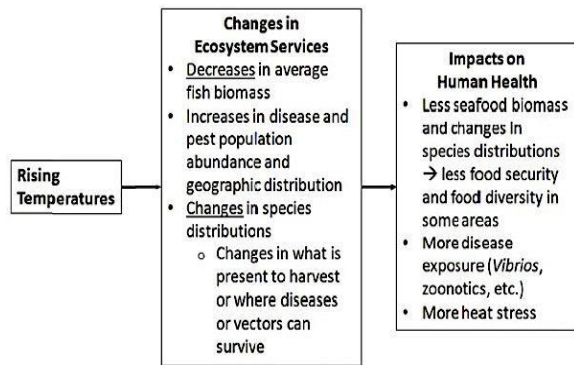 Rising
Temperatures
Changes in
Ecosystem Services
• Decreases in average
fish biomass
• Increases in disease and
pest population
abundance and
geographic distribution
• Changes in species
distributions
o Changes in what is
present to harvest
or where diseases
or vectors can
survive
Impacts on
Human Health
• Less seafood biomass
and changes in
species distributions
→ less food security
and food diversity in
some areas
• More disease
exposure (Vibrios,
zoonotics, etc.)
• More heat stress